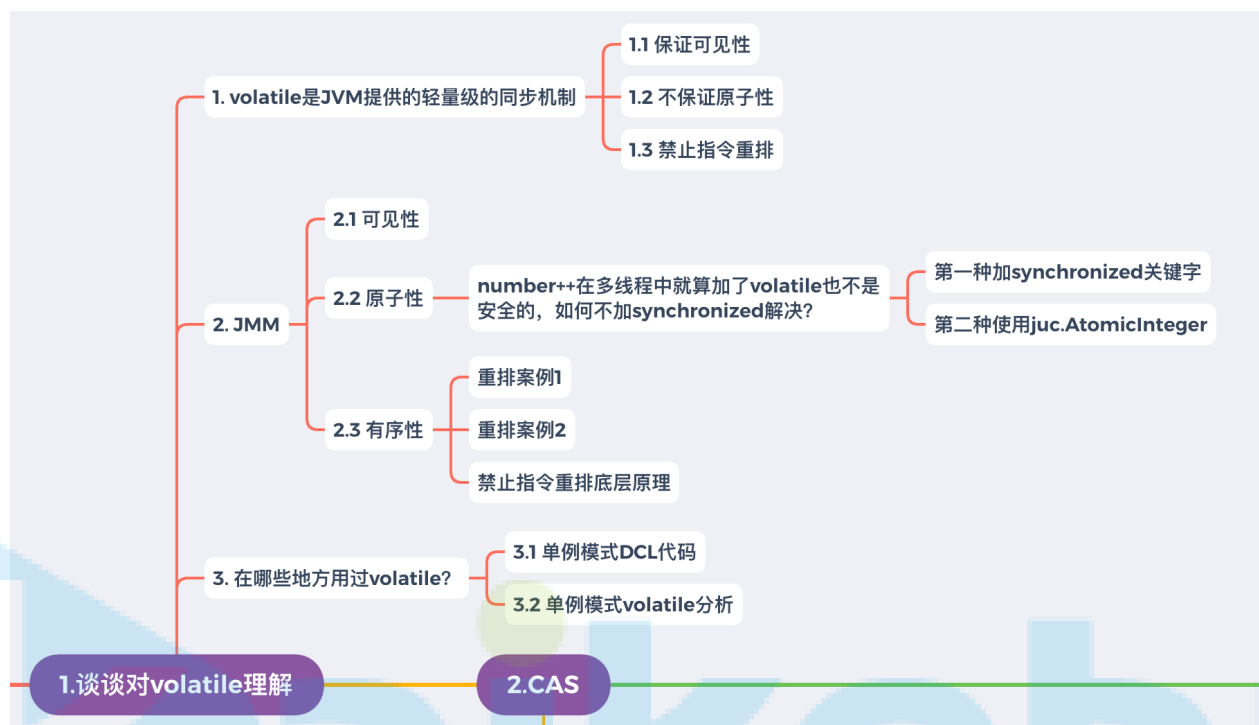 1.1 保证可见性
1. volatile是JVM提供的轻量级的同步机制
1.2 不保证原子性
1.3 禁止指令重排
2.1 可见性
2. JMM
2.2 原子性
number++在多线程中就算加了volatile也不是
安全的，如何不加synchronized解决？
第一种加synchronized关键字
第二种使用juc.AtomicInteger
2.3 有序性
重排案例1
重排案例2
禁止指令重排底层原理
3. 在哪些地方用过volatile？
3.1 单例模式DCL代码
3.2 单例模式volatile分析
1.谈谈对volatile理解
2.CAS